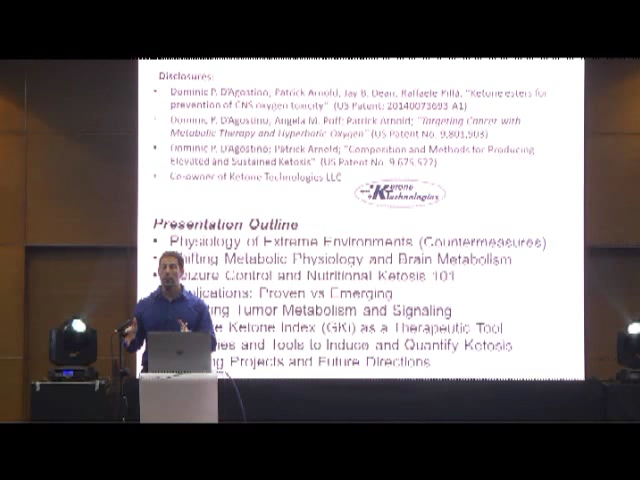 Disclosures:
• Dominic P. D'Agostino, Patrick Arnold, Jay B. Dean, Raffaele Pilla, "Ketone esters for
prevention of CNS oxygen toxicity" (US Patent: 20140073693 A1)
• Dominic P. D'Agostino, Angela M. Poff; Patrick Arnold; "Targeting Cancer with
Metabolic Therapy and Hyperbaric Oxygen" (US Patent No. 9,801,903)
• Dominic P. D'Agostino; Patrick Arnold; "Composition and Methods for Producing
Elevated and Sustained Ketosis" (US Patent No. 9,675,577)
• Co-owner of Ketone Technologies LLC
Ketone
Technologies
Presentation Outline
• Physiology of Extreme Environments (Countermeasures)
• Shifting Metabolic Physiology and Brain Metabolism
Seizure Control and Nutritional Ketosis 101
Applications: Proven vs Emerging
Tumor Metabolism and Signaling
Ketone Index (GKI) as a Therapeutic Tool
and Tools to Induce and Quantify Ketosis
Projects and Future Directions